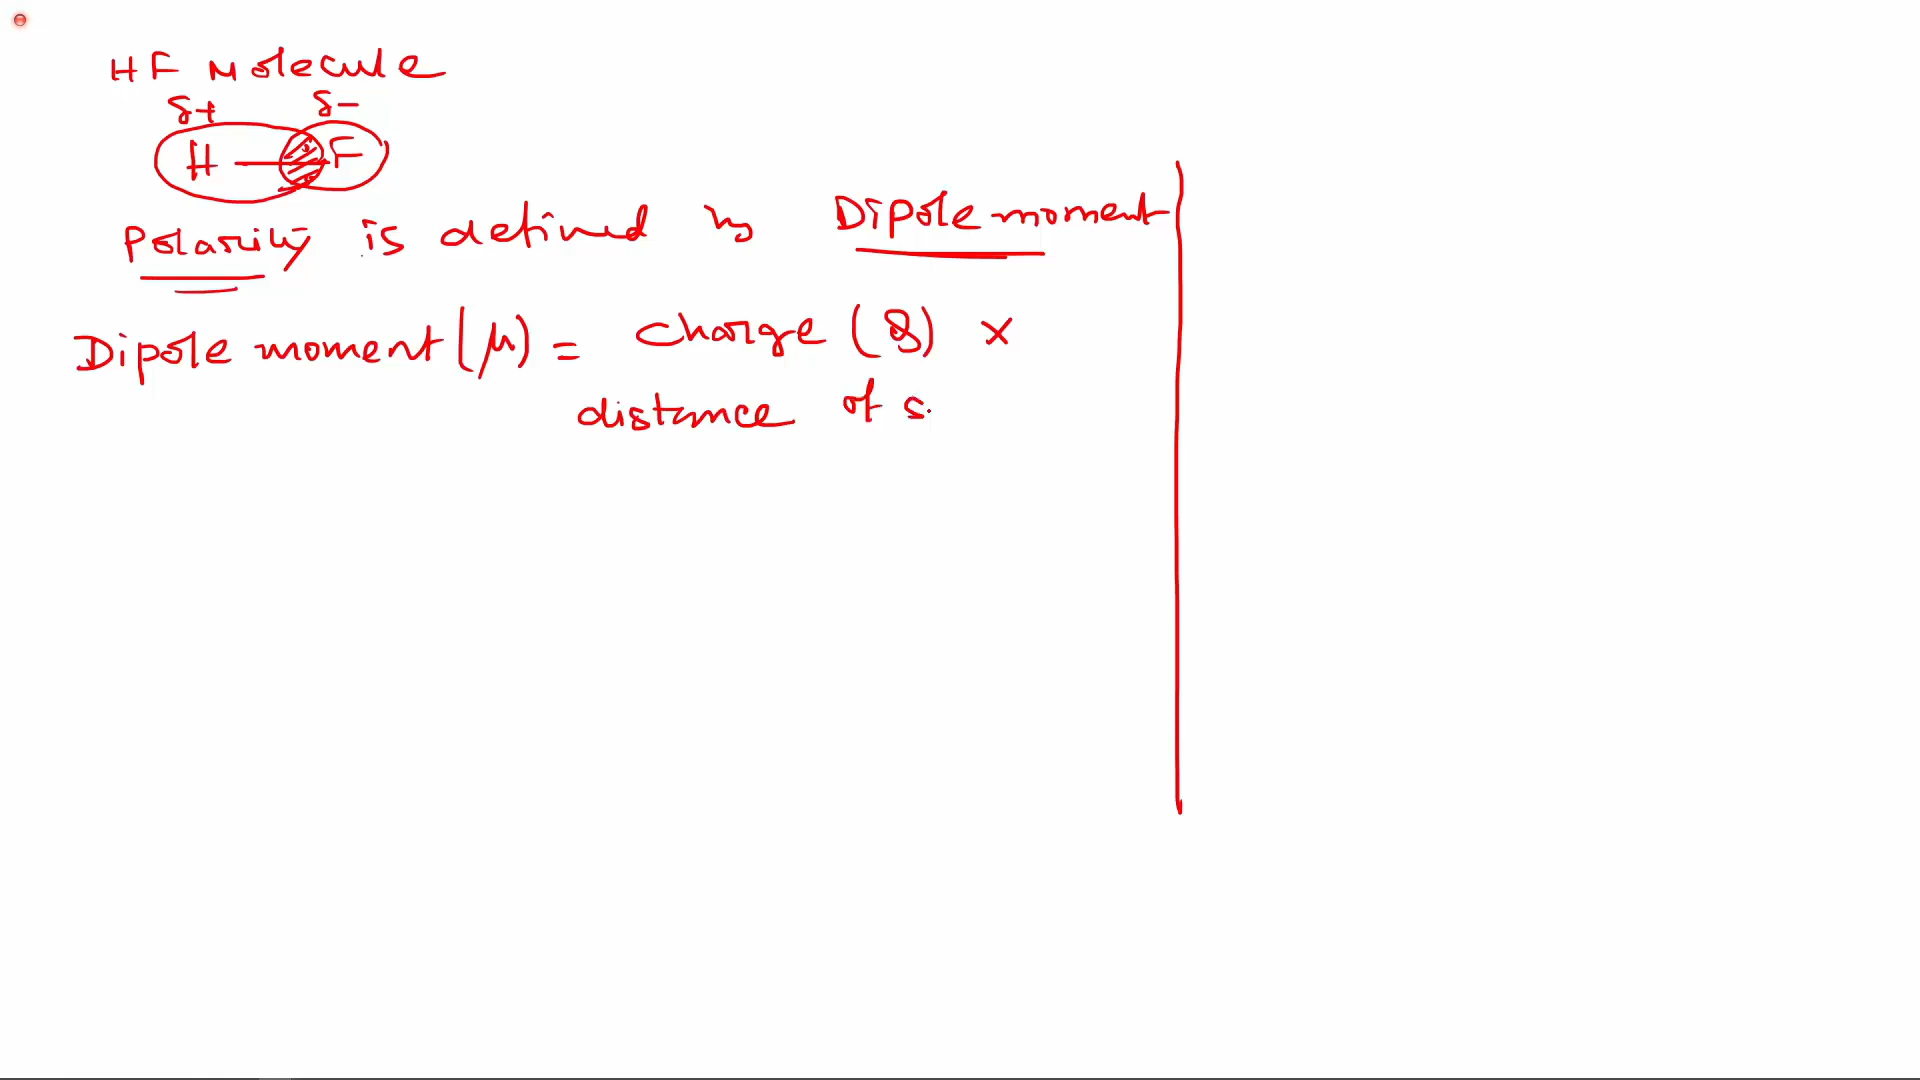 HF Molecule
δ+ δ-
H — F
Polarity is defined by Dipole moment
Dipole moment (μ) = charge (Q) ×
distance of s